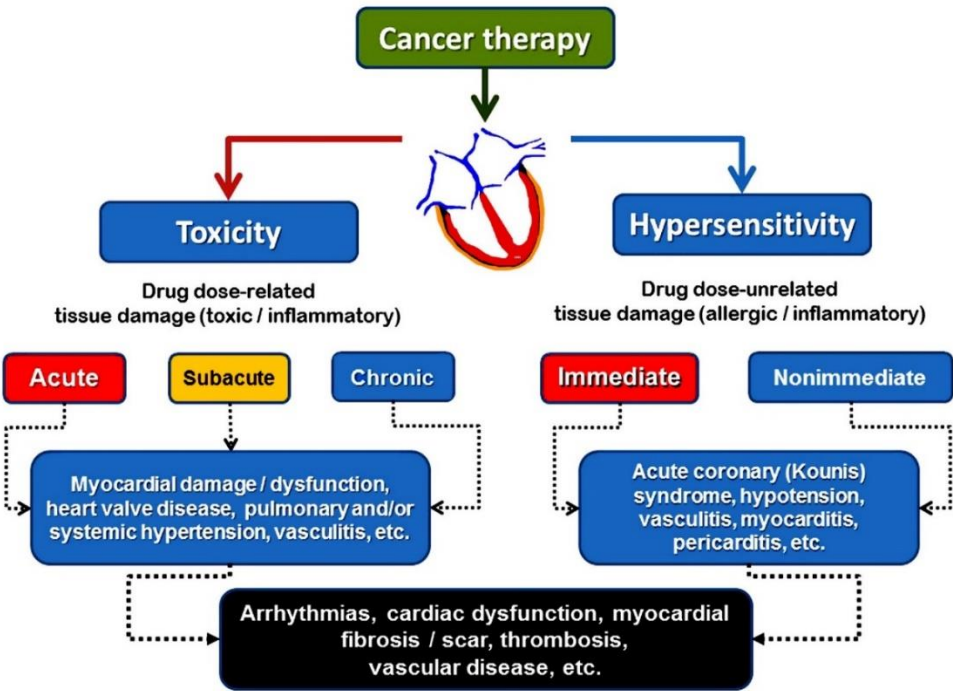 Cancer therapy
Toxicity
Hypersensitivity
Drug dose-related
tissue damage (toxic / inflammatory)
Drug dose-unrelated
tissue damage (allergic / inflammatory)
Acute
Subacute
Chronic
Immediate
Nonimmediate
Myocardial damage / dysfunction,
heart valve disease, pulmonary and/or
systemic hypertension, vasculitis, etc.
Acute coronary (Kounis)
syndrome, hypotension,
vasculitis, myocarditis,
pericarditis, etc.
Arrhythmias, cardiac dysfunction, myocardial
fibrosis / scar, thrombosis,
vascular disease, etc.